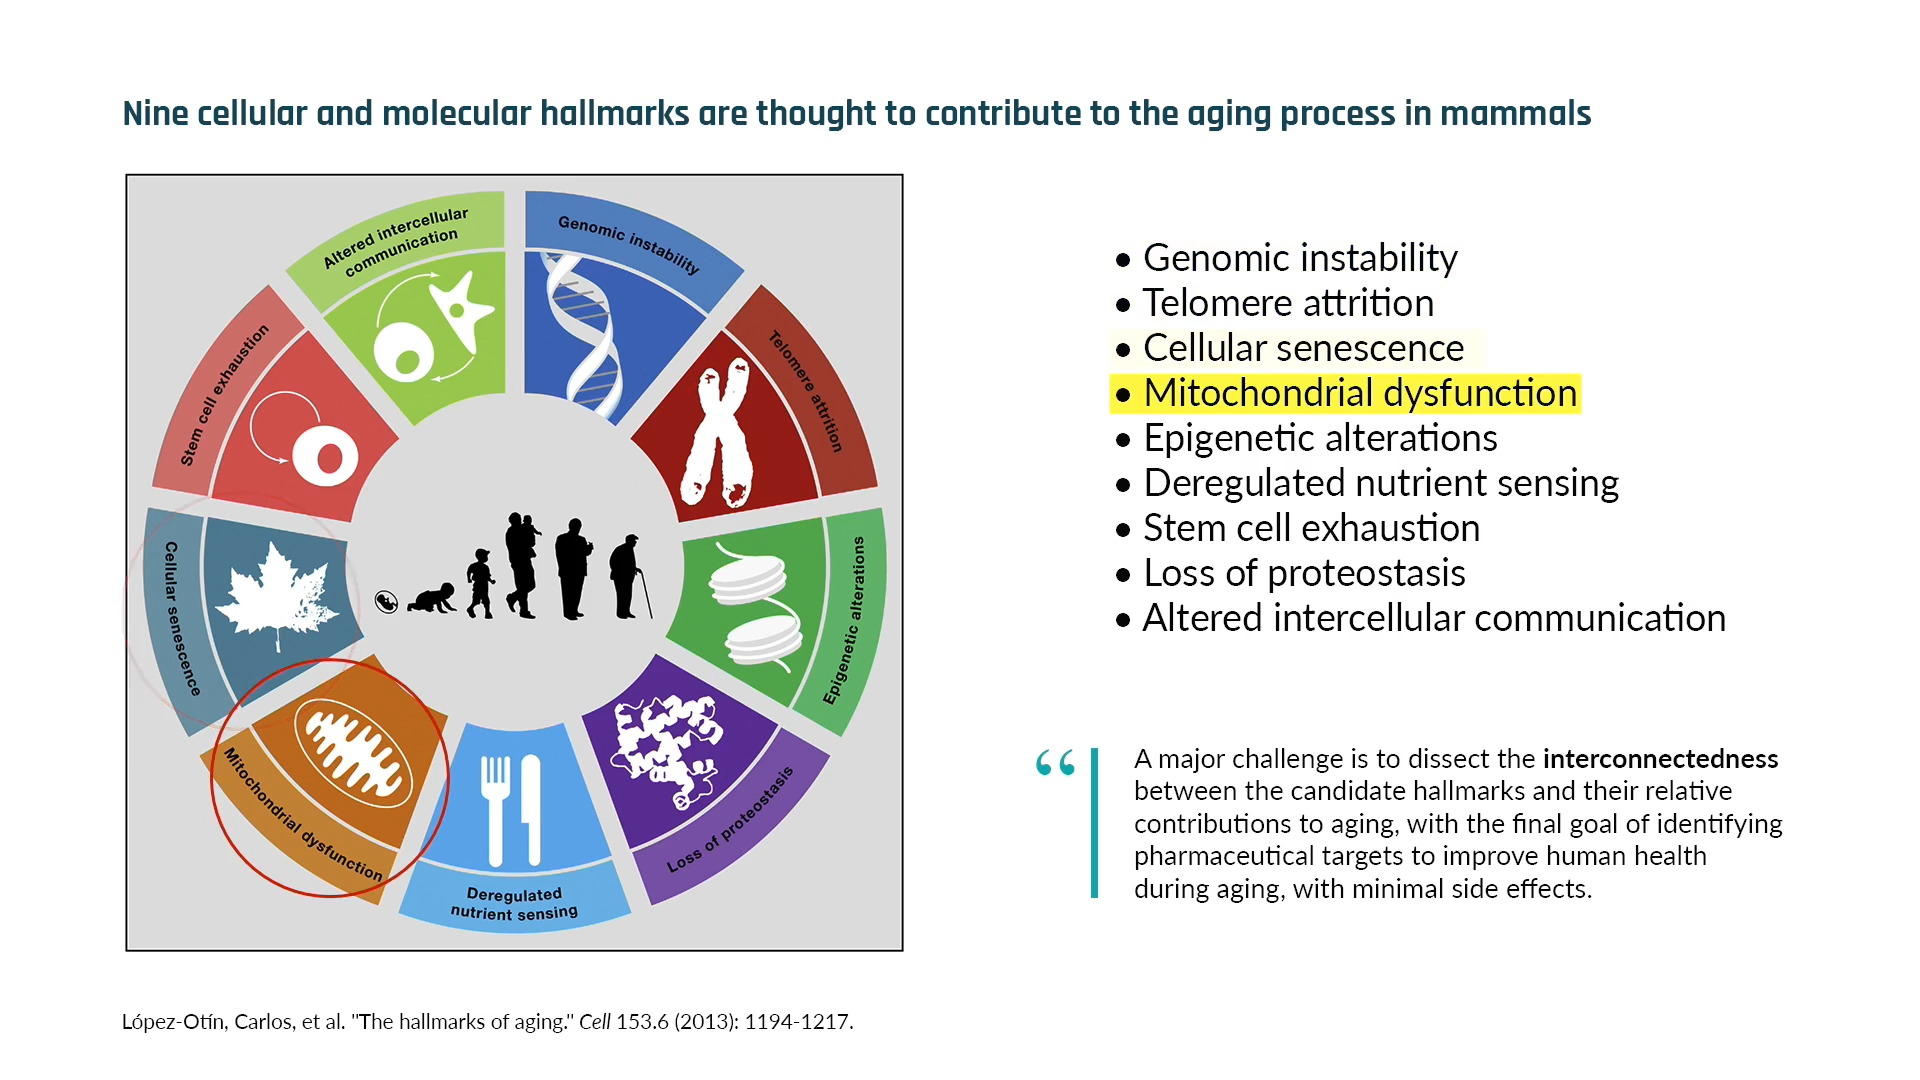 Nine cellular and molecular hallmarks are thought to contribute to the aging process in mammals
Altered intercellular
communication
Genomic instability
Telomere attrition
Epigenetic alterations
Loss of proteostasis
Deregulated
nutrient sensing
Mitochondrial dysfunction
Cellular senescence
Stem cell exhaustion
• Genomic instability
• Telomere attrition
• Cellular senescence
• Mitochondrial dysfunction
• Epigenetic alterations
• Deregulated nutrient sensing
• Stem cell exhaustion
• Loss of proteostasis
• Altered intercellular communication
“ A major challenge is to dissect the interconnectedness
between the candidate hallmarks and their relative
contributions to aging, with the final goal of identifying
pharmaceutical targets to improve human health
during aging, with minimal side effects.
López-Otín, Carlos, et al. "The hallmarks of aging." Cell 153.6 (2013): 1194-1217.